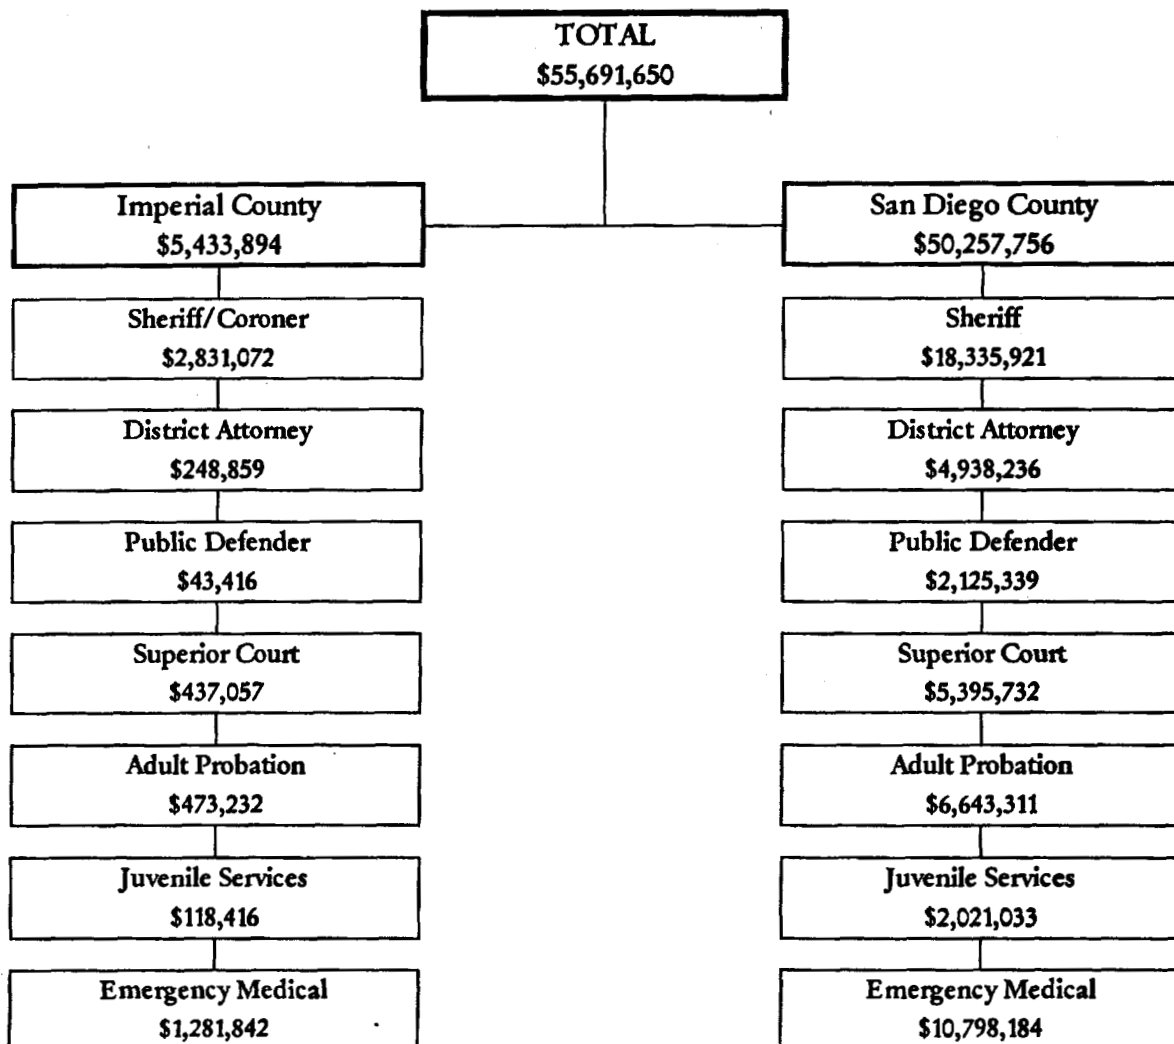 TOTAL
$55,691,650
Imperial County
$5,433,894
San Diego County
$50,257,756
Sheriff/Coroner
$2,831,072
Sheriff
$18,335,921
District Attorney
$248,859
District Attorney
$4,938,236
Public Defender
$43,416
Public Defender
$2,125,339
Superior Court
$437,057
Superior Court
$5,395,732
Adult Probation
$473,232
Adult Probation
$6,643,311
Juvenile Services
$118,416
Juvenile Services
$2,021,033
Emergency Medical
$1,281,842
Emergency Medical
$10,798,184